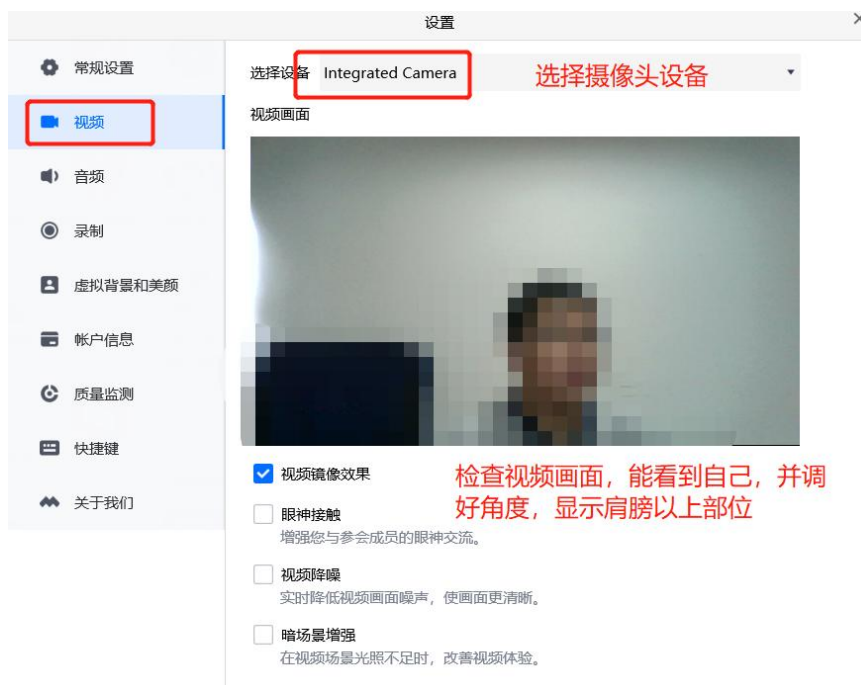 设置
常规设置
选择设备 Integrated Camera 选择摄像头设备
视频
视频画面
音频
录制
虚拟背景和美颜
帐户信息
质量监测
快捷键
关于我们
视频镜像效果
检查视频画面，能看到自己，并调
好角度，显示肩膀以上部位
眼神接触
增强您与参会成员的眼神交流。
视频降噪
实时降低视频画面噪声，使画面更清晰。
暗场景增强
在视频场景光照不足时，改善视频体验。